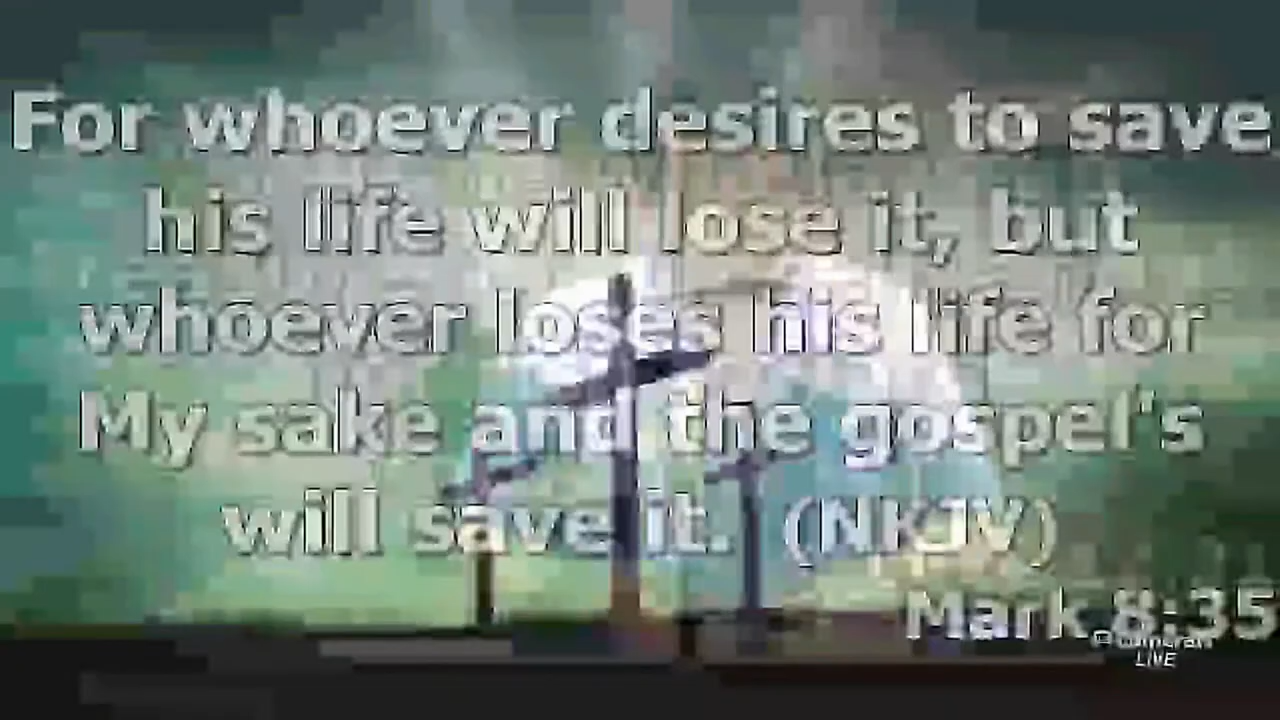 For whoever desires to save
his life will lose it, but
whoever loses his life for
My sake and the gospel's
will save it. (NKJV)
Mark 8:35
LIVE